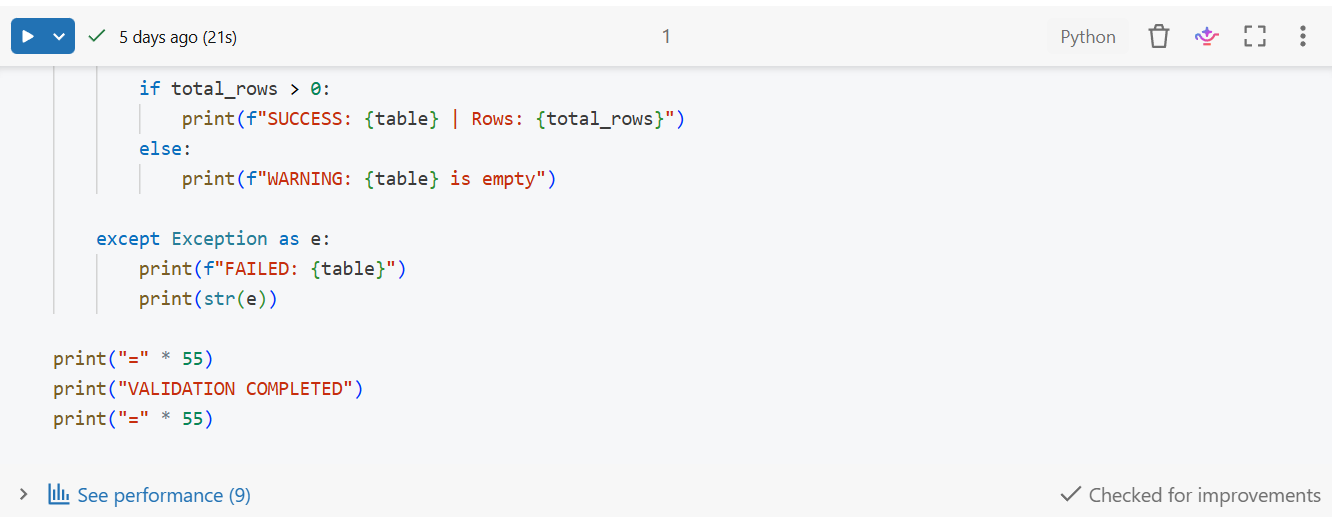 5 days ago (21s)
1
Python
if total_rows > 0:
print(f"SUCCESS: {table} | Rows: {total_rows}")
else:
print(f"WARNING: {table} is empty")
except Exception as e:
print(f"FAILED: {table}")
print(str(e))
print("=" * 55)
print("VALIDATION COMPLETED")
print("=" * 55)
See performance (9)
Checked for improvements